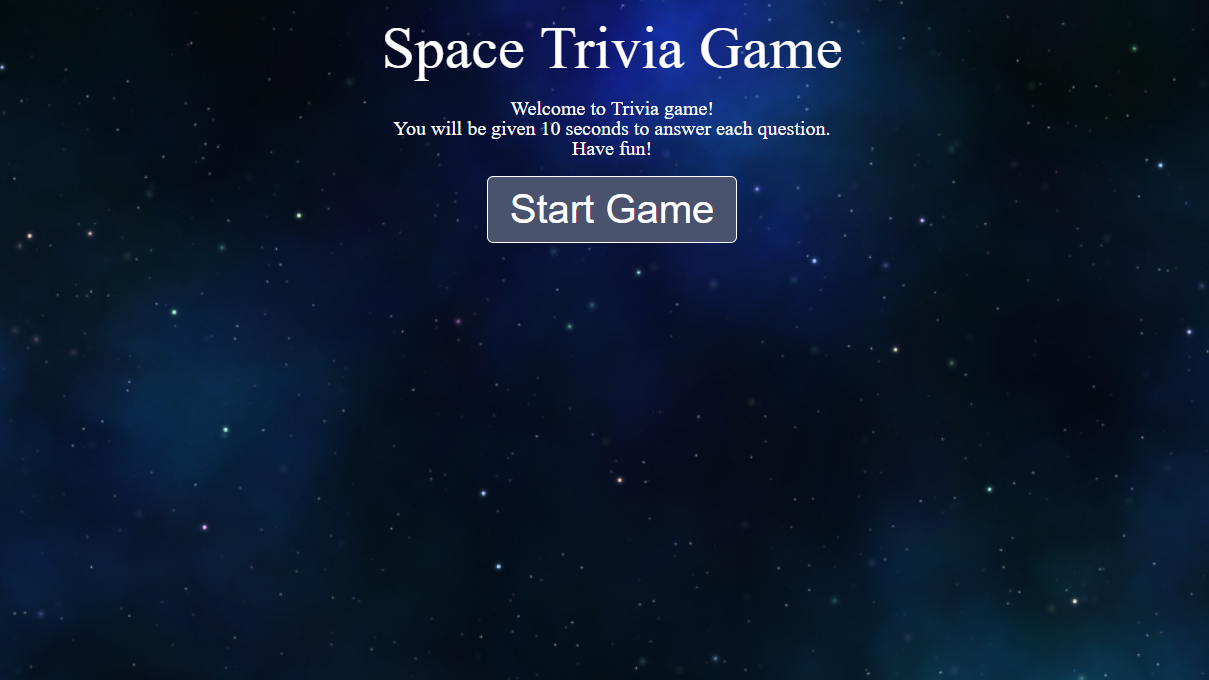 Space Trivia Game
Welcome to Trivia game!
You will be given 10 seconds to answer each question.
Have fun!
Start Game